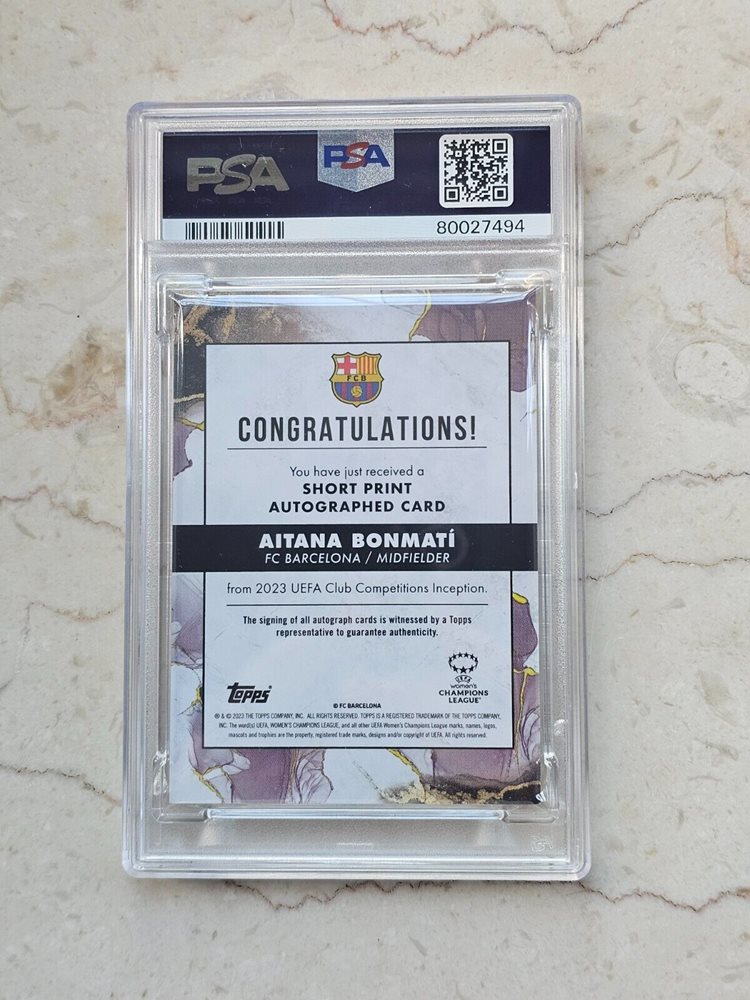 PSA PSA
80027494
FCB
CONGRATULATIONS!
You have just received a
SHORT PRINT
AUTOGRAPHED CARD
AITANA BONMATÍ
FC BARCELONA / MIDFIELDER
from 2023 UEFA Club Competitions Inception.
The signing of all autograph cards is witnessed by a Topps
representative to guarantee authenticity.
topps
UEFA
women's
CHAMPIONS
LEAGUE
© FC BARCELONA
® & © 2023 THE TOPPS COMPANY, INC. ALL RIGHTS RESERVED. TOPPS IS A REGISTERED TRADEMARK OF THE TOPPS COMPANY,
INC. The word(s) UEFA, WOMEN'S CHAMPIONS LEAGUE, and all other UEFA Women's Champions League marks, names, logos,
mascots and trophies are the property, registered trade marks, designs and/or copyright of UEFA. All rights reserved.